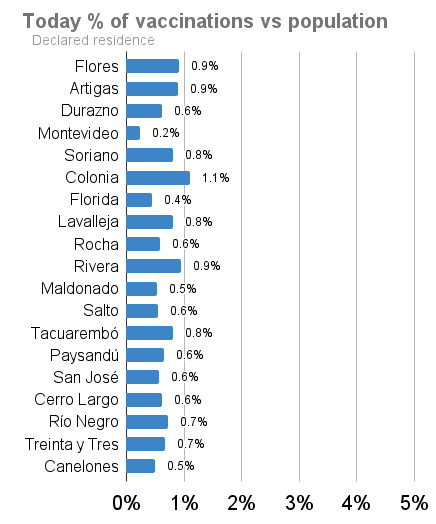 Today % of vaccinations vs population
Declared residence
Flores 0.9%
Artigas 0.9%
Durazno 0.6%
Montevideo 0.2%
Soriano 0.8%
Colonia 1.1%
Florida 0.4%
Lavalleja 0.8%
Rocha 0.6%
Rivera 0.9%
Maldonado 0.5%
Salto 0.6%
Tacuarembó 0.8%
Paysandú 0.6%
San José 0.6%
Cerro Largo 0.6%
Río Negro 0.7%
Treinta y Tres 0.7%
Canelones 0.5%
0% 1% 2% 3% 4% 5%